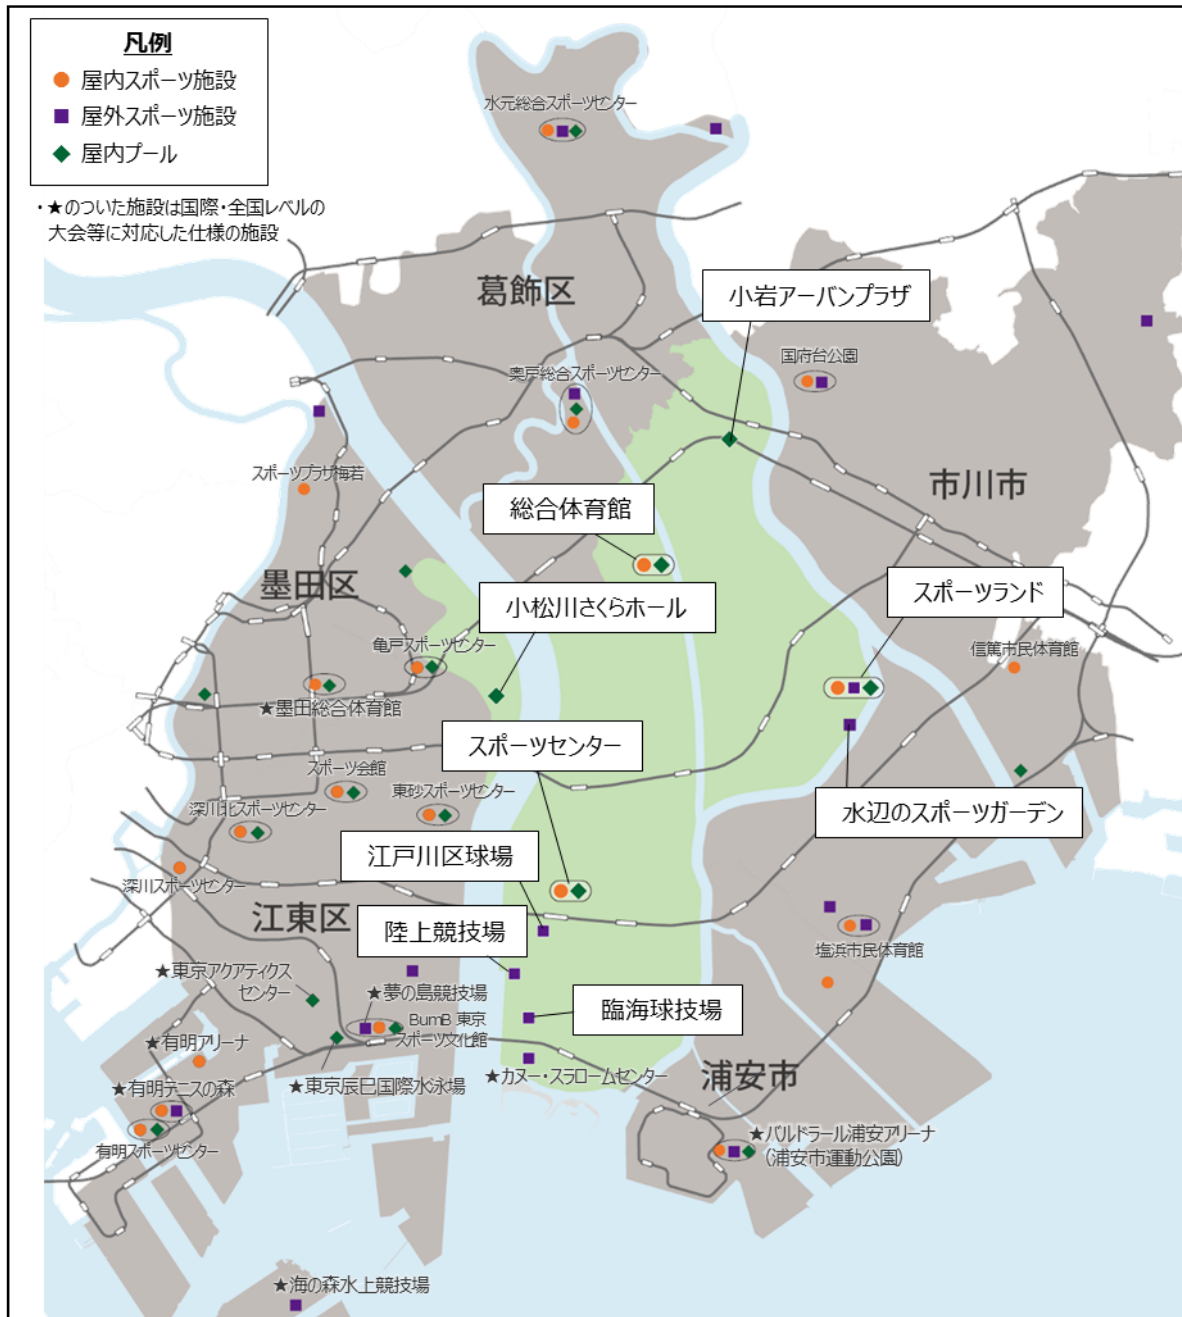 凡例
屋内スポーツ施設
屋外スポーツ施設
屋内プール
・★のついた施設は国際・全国レベルの
大会等に対応した仕様の施設
水元総合スポーツセンター
葛飾区
小岩アーバンプラザ
国府台公園
奥戸総合スポーツセンター
スポーツプラザ梅若
市川市
総合体育館
墨田区
小松川さくらホール
スポーツランド
亀戸スポーツセンター
信篤市民体育館
★墨田総合体育館
スポーツセンター
スポーツ会館
東砂スポーツセンター
深川北スポーツセンター
水辺のスポーツガーデン
江戸川区球場
深川スポーツセンター
江東区
陸上競技場
塩浜市民体育館
★東京アクアティクス
センター
★夢の島競技場
BumB 東京
スポーツ文化館
臨海球技場
★有明アリーナ
★東京辰巳国際水泳場
★カヌー・スラロームセンター
浦安市
★有明テニスの森
有明スポーツセンター
★バルドラール浦安アリーナ
（浦安市運動公園）
★海の森水上競技場